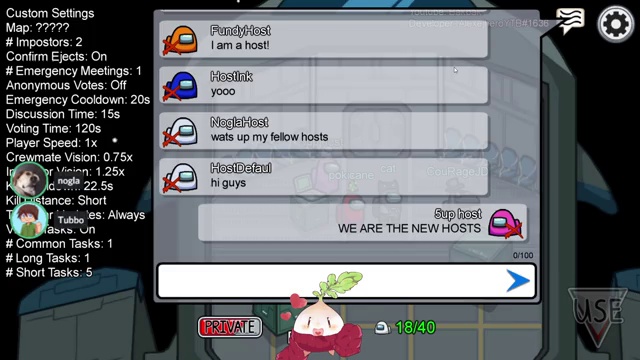 Custom Settings
Map: ?????
# Impostors: 2
Confirm Ejects: On
# Emergency Meetings: 1
Anonymous Votes: Off
Emergency Cooldown: 20s
Discussion Time: 15s
Voting Time: 120s
Player Speed: 1x
Crewmate Vision: 0.75x
Vision: 1.25x
22.5s
Distance: Short
Always
On
# Common Tasks: 1
# Long Tasks: 1
# Short Tasks: 5
nogla
Tubbo
FundyHost
I am a host!
HostInk
yooo
NoglaHost
wats up my fellow hosts
HostDefaul
hi guys
5up host
WE ARE THE NEW HOSTS
0/100
pokicane
CouRageJD
PRIVATE
18/40
USE